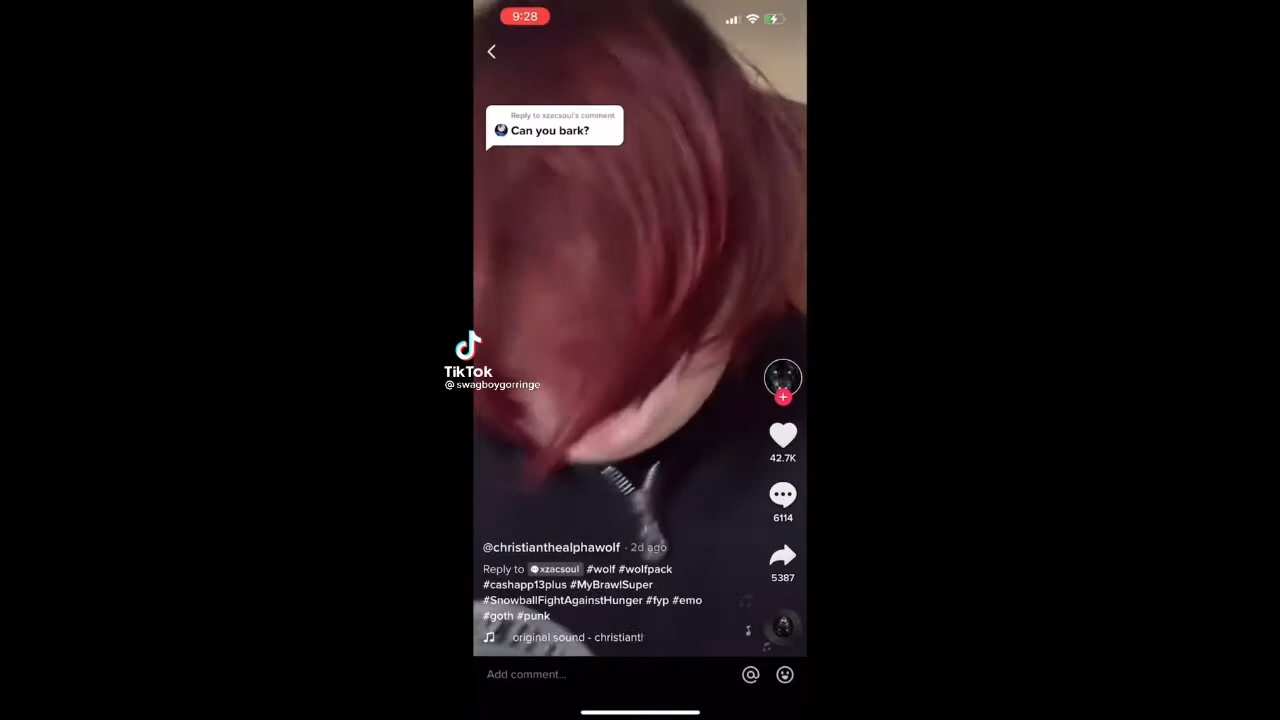 9:28
Reply to xzacsoul's comment
Can you bark?
TikTok
@swagboygorringe
42.7K
6114
5387
@christianthealphawolf · 2d ago
Reply to xzacsoul #wolf #wolfpack
#cashapp13plus #MyBrawlSuper
#SnowballFightAgainstHunger #fyp #emo
#goth #punk
original sound - christianth
Add comment...